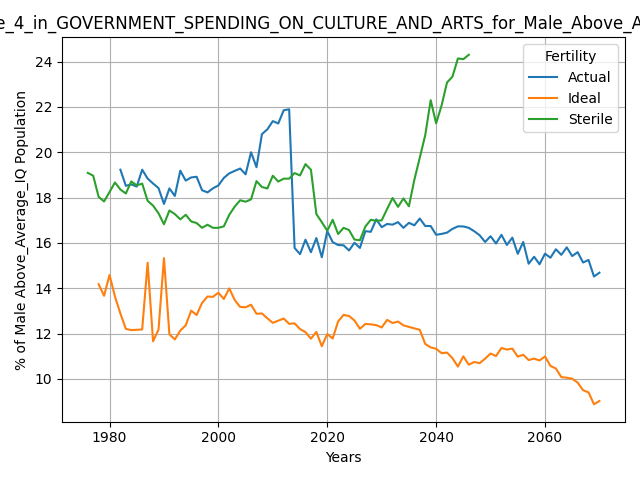 e_4_in_GOVERNMENT_SPENDING_ON_CULTURE_AND_ARTS_for_Male_Above_A
% of Male Above_Average_IQ Population
24
22
20
18
16
14
12
10
Fertility
Actual
Ideal
Sterile
1980
2000
2020
2040
2060
Years